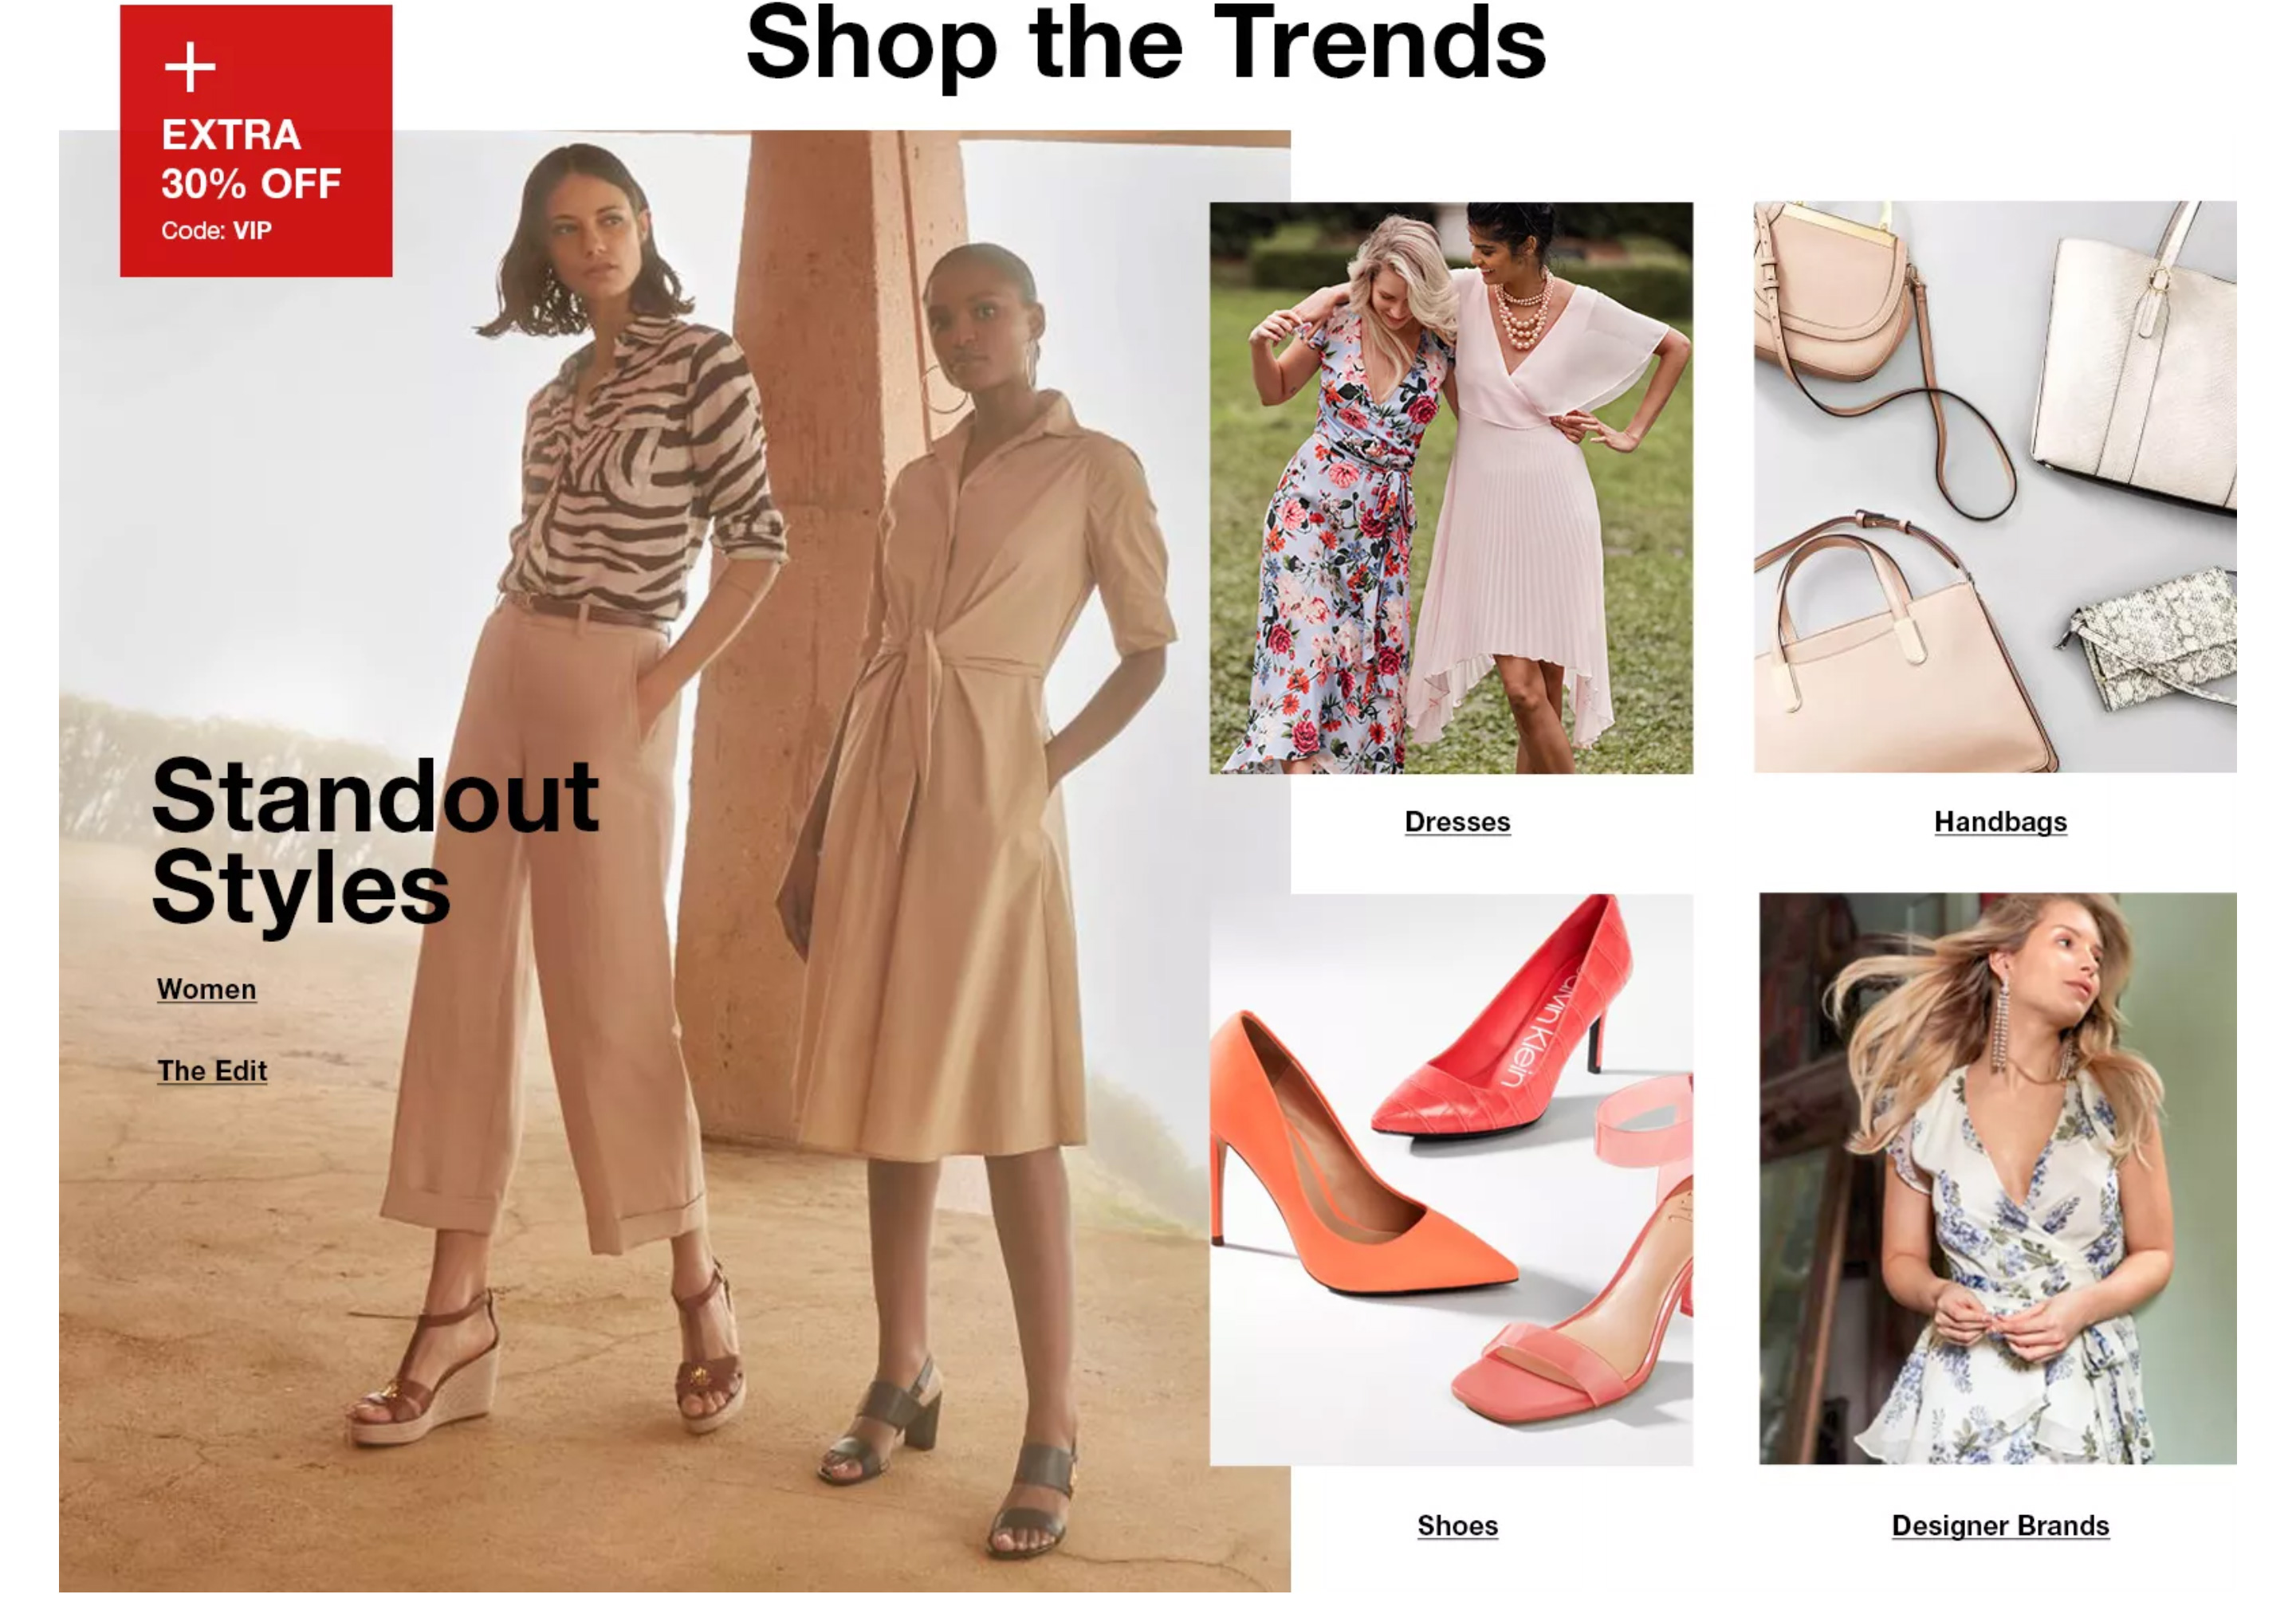 Shop the Trends
+
EXTRA
30% OFF
Code: VIP
Standout
Styles
Women
The Edit
Dresses
Handbags
Calvin Klein
Shoes
Designer Brands